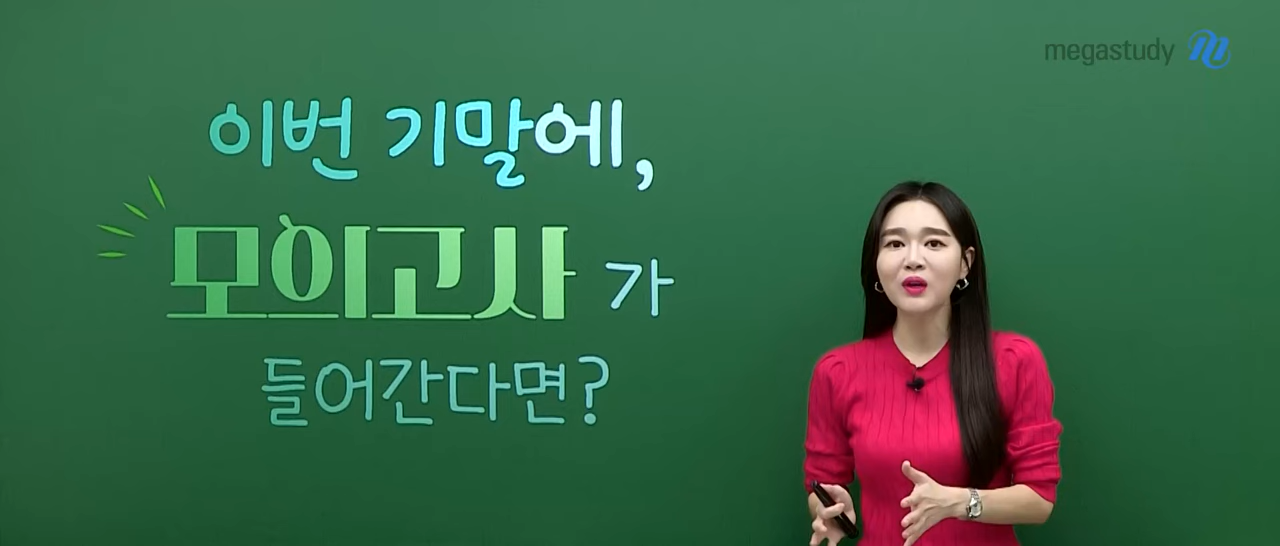 megastudy
이번 기말에,
모의고사 가
들어간다면?